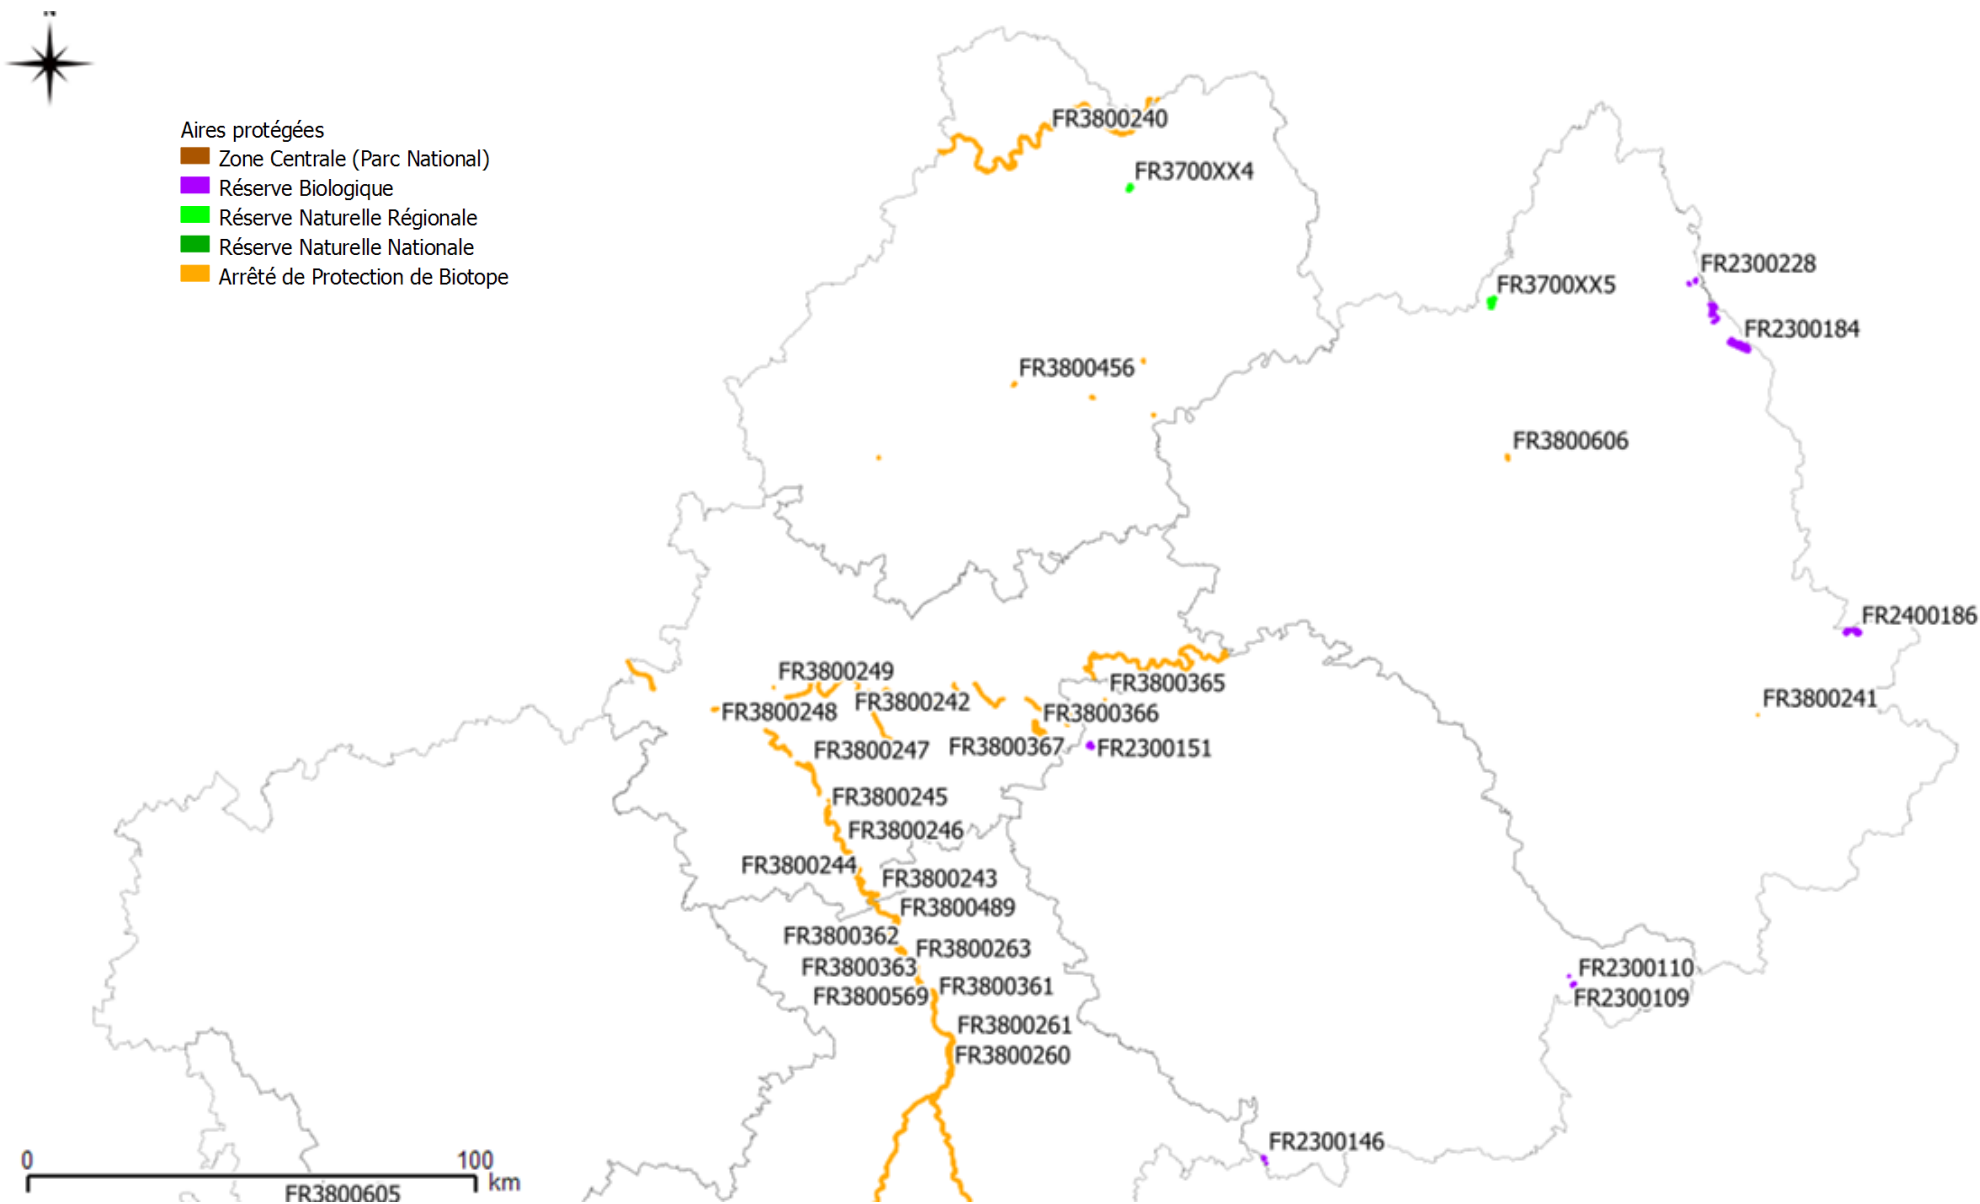 N
Aires protégées
Zone Centrale (Parc National)
Réserve Biologique
Réserve Naturelle Régionale
Réserve Naturelle Nationale
Arrêté de Protection de Biotope
FR3800240
FR3700XX4
FR2300228
FR3700XX5
FR2300184
FR3800456
FR3800606
FR2400186
FR3800249
FR3800365
FR3800242
FR3800241
FR3800248
FR3800366
FR3800247
FR3800367
FR2300151
FR3800245
FR3800246
FR3800244
FR3800243
FR3800489
FR3800362
FR3800263
FR3800363
FR2300110
FR3800361
FR3800569
FR2300109
FR3800261
FR3800260
FR2300146
0 100
km
FR3800605